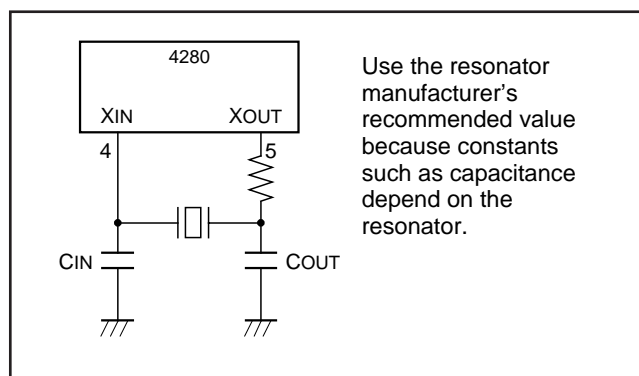 4280
XIN XOUT
4 5
CIN COUT
Use the resonator
manufacturer's
recommended value
because constants
such as capacitance
depend on the
resonator.